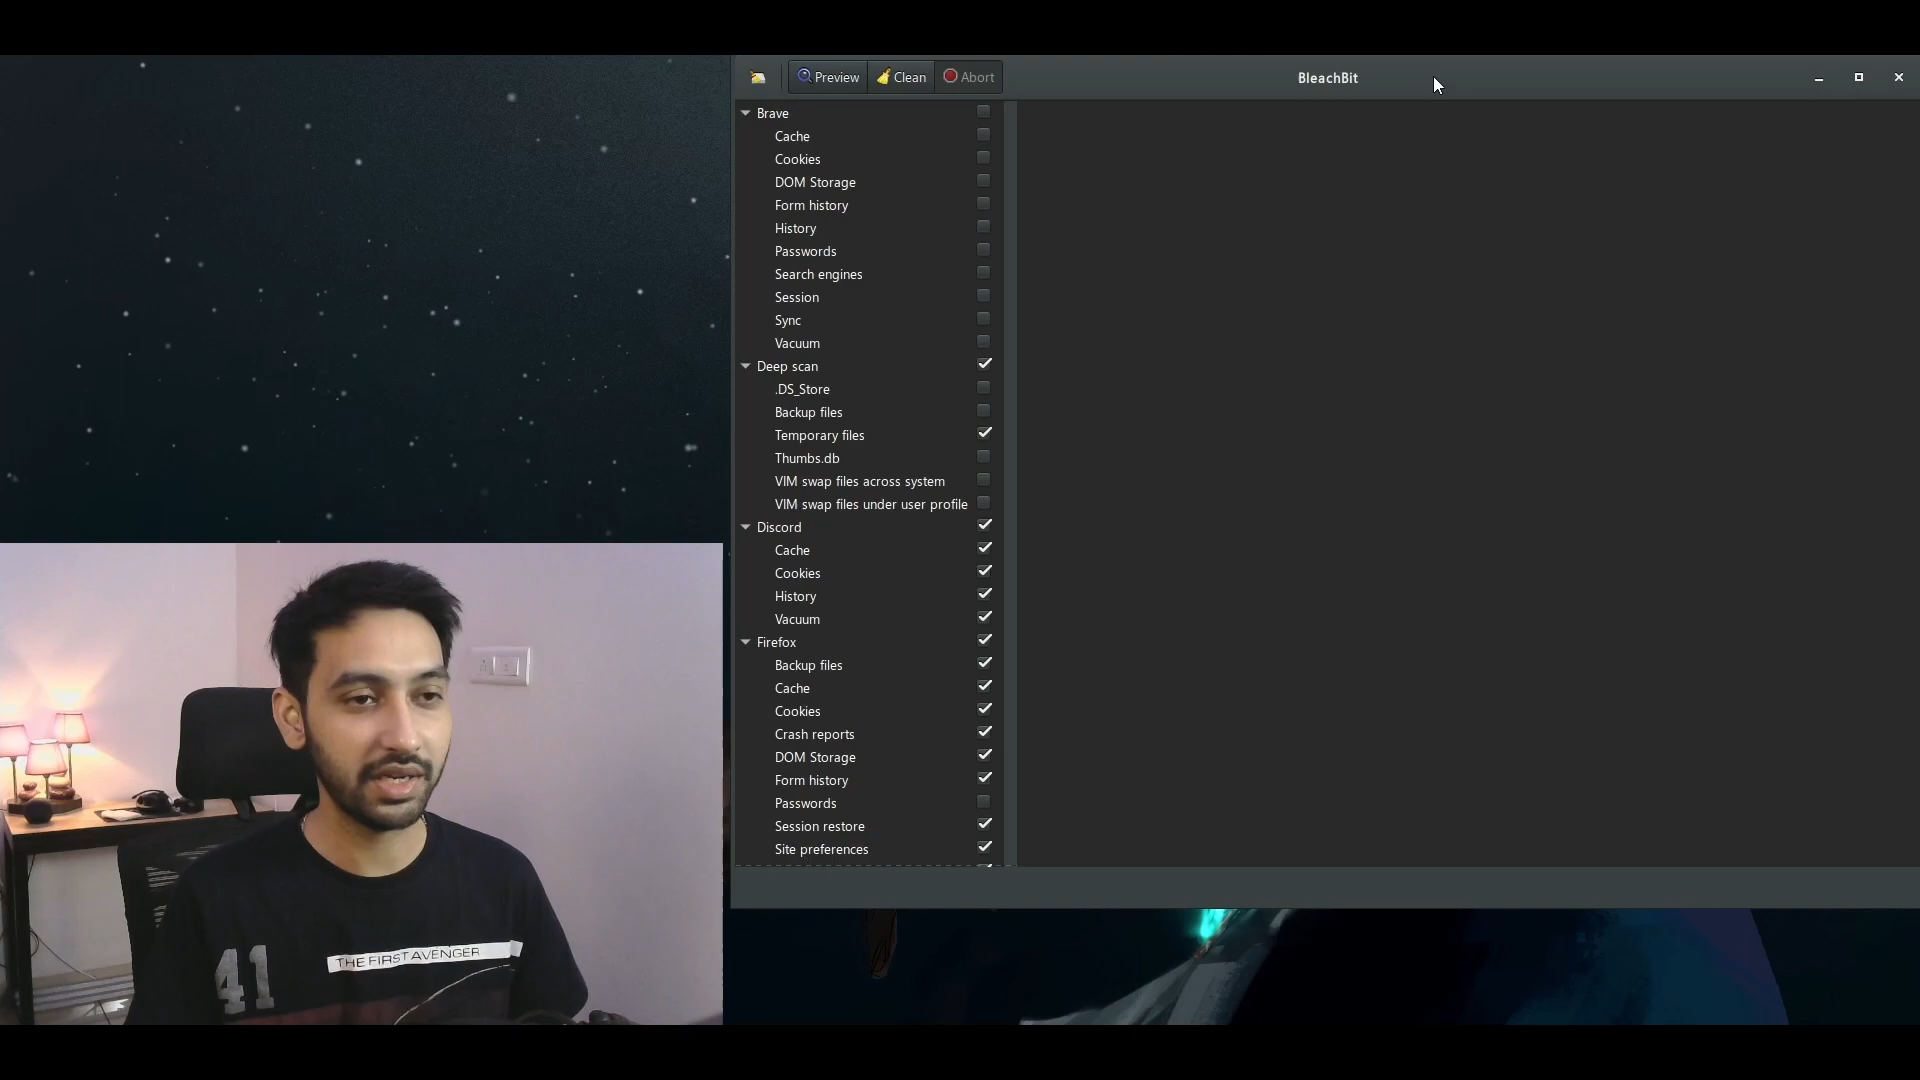 Preview Clean Abort BleachBit
Brave
Cache
Cookies
DOM Storage
Form history
History
Passwords
Search engines
Session
Sync
Vacuum
Deep scan
.DS_Store
Backup files
Temporary files
Thumbs.db
VIM swap files across system
VIM swap files under user profile
Discord
Cache
Cookies
History
Vacuum
Firefox
Backup files
Cache
Cookies
Crash reports
DOM Storage
Form history
Passwords
Session restore
Site preferences
41
THE FIRST AVENGER